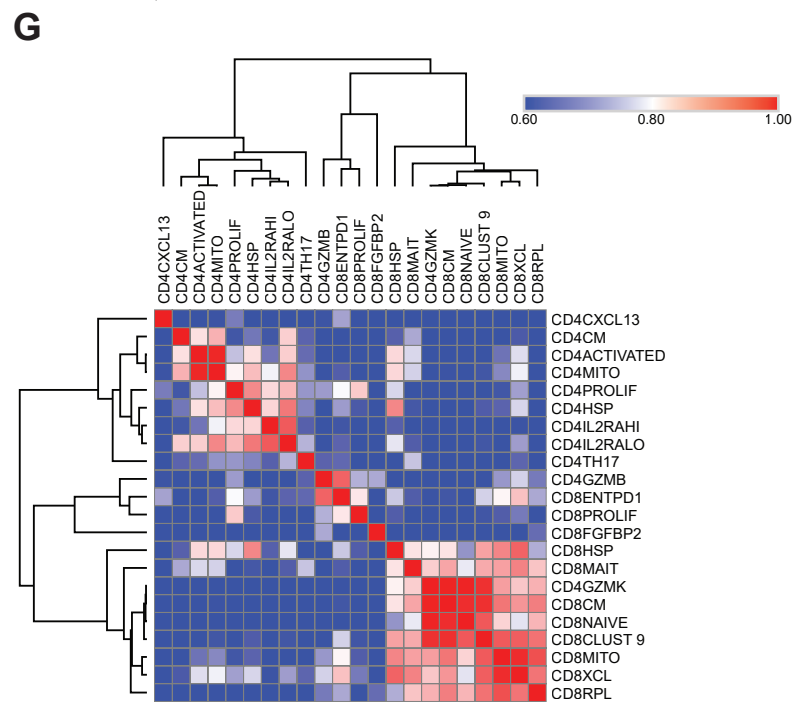 G
0.60 0.80 1.00
CD4CXCL13
CD4CM
CD4ACTIVATED
CD4MITO
CD4PROLIF
CD4HSP
CD4IL2RAHI
CD4IL2RALO
CD4TH17
CD4GZMB
CD8ENTPD1
CD8PROLIF
CD8FGFBP2
CD8HSP
CD8MAIT
CD4GZMK
CD8CM
CD8NAIVE
CD8CLUST 9
CD8MITO
CD8XCL
CD8RPL
CD4CXCL13
CD4CM
CD4ACTIVATED
CD4MITO
CD4PROLIF
CD4HSP
CD4IL2RAHI
CD4IL2RALO
CD4TH17
CD4GZMB
CD8ENTPD1
CD8PROLIF
CD8FGFBP2
CD8HSP
CD8MAIT
CD4GZMK
CD8CM
CD8NAIVE
CD8CLUST 9
CD8MITO
CD8XCL
CD8RPL